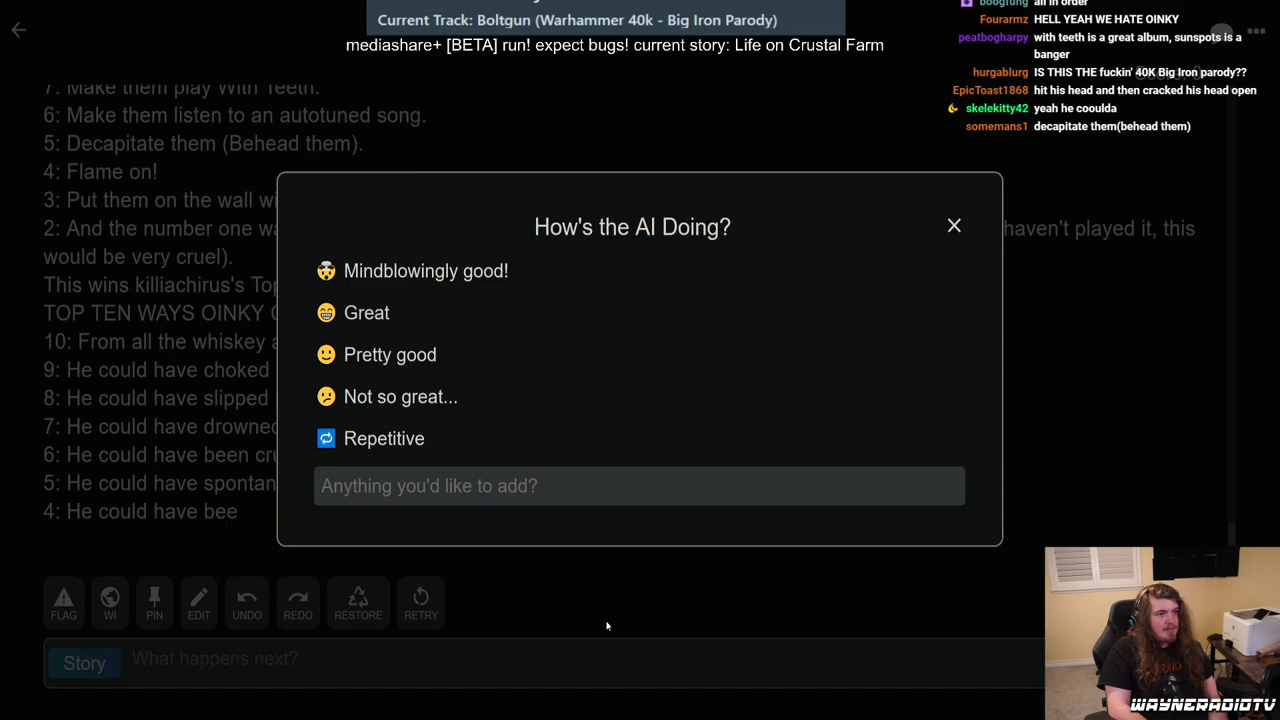 Current Track: Boltgun (Warhammer 40k - Big Iron Parody)
mediashare+ [BETA] run! expect bugs! current story: Life on Crustal Farm
boogfung all in order
Fourarmz HELL YEAH WE HATE OINKY
peatbogharpy with teeth is a great album, sunspots is a
banger
hurgablurg IS THIS THE fuckin' 40K Big Iron parody??
EpicToast1868 hit his head and then cracked his head open
skelekitty42 yeah he cooulda
somemans1 decapitate them(behead them)
7: Make them play With Teeth.
6: Make them listen to an autotuned song.
5: Decapitate them (Behead them).
4: Flame on!
3: Put them on the wall wi
2: And the number one wa haven't played it, this
would be very cruel).
This wins killiachirus's Top
TOP TEN WAYS OINKY C
10: From all the whiskey a
9: He could have choked
8: He could have slipped
7: He could have drowned
6: He could have been cru
5: He could have spontan
4: He could have bee
How's the AI Doing?
Mindblowingly good!
Great
Pretty good
Not so great...
Repetitive
Anything you'd like to add?
FLAG
WI
PIN
EDIT
UNDO
REDO
RESTORE
RETRY
Story
What happens next?
WAYNERADIOTV